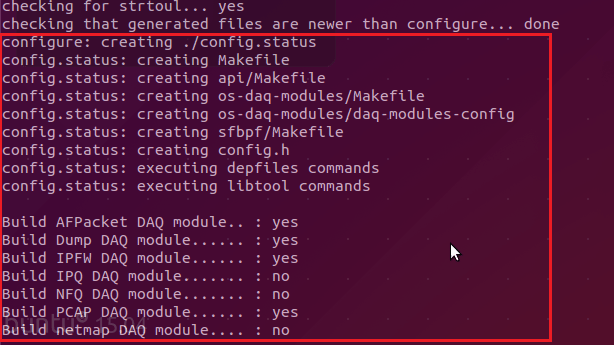 checking for strtoul... yes
checking that generated files are newer than configure... done
configure: creating ./config.status
config.status: creating Makefile
config.status: creating api/Makefile
config.status: creating os-daq-modules/Makefile
config.status: creating os-daq-modules/daq-modules-config
config.status: creating sfbpf/Makefile
config.status: creating config.h
config.status: executing depfiles commands
config.status: executing libtool commands
Build AFPacket DAQ module.. : yes
Build Dump DAQ module...... : yes
Build IPFW DAQ module...... : yes
Build IPQ DAQ module....... : no
Build NFQ DAQ module....... : no
Build PCAP DAQ module...... : yes
Build netmap DAQ module.... : no